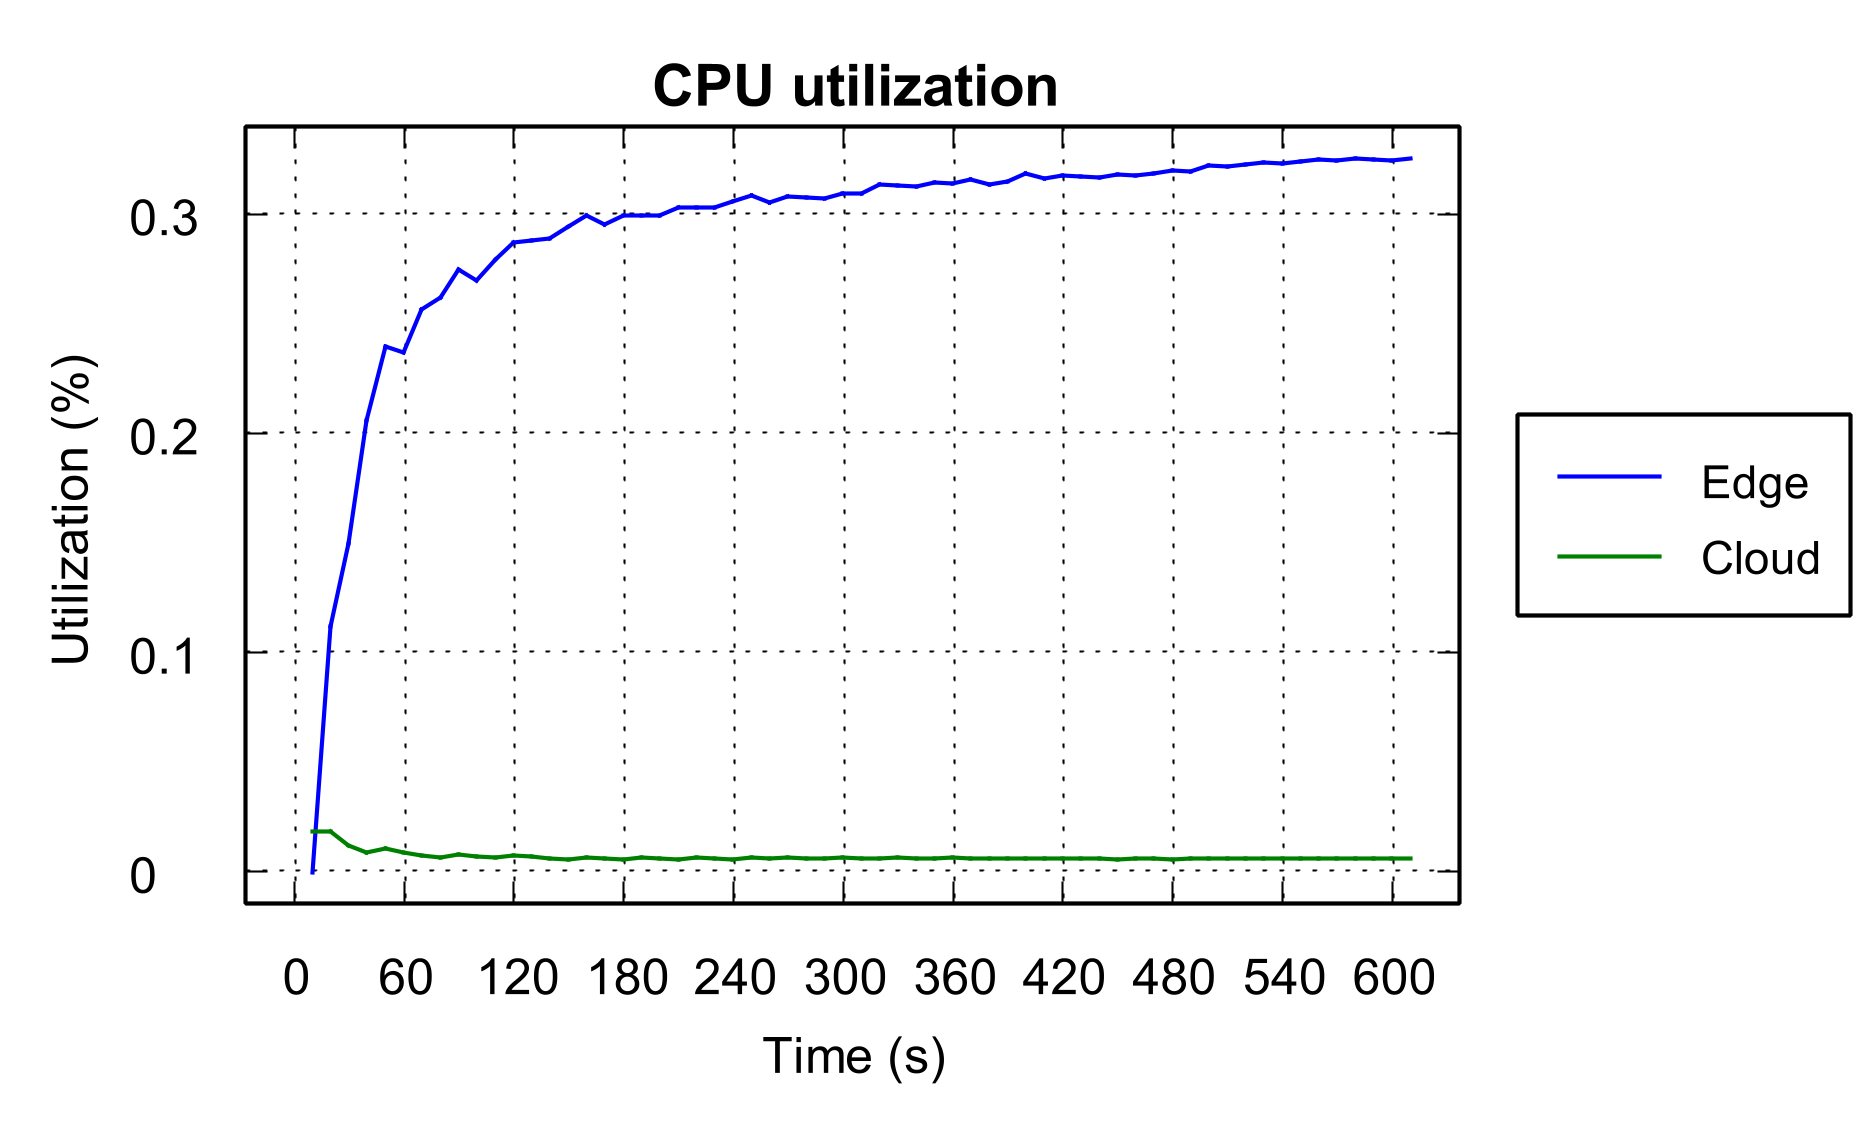 CPU utilization
Utilization (%)
0.3
0.2
0.1
0
0 60 120 180 240 300 360 420 480 540 600
Time (s)
Edge
Cloud